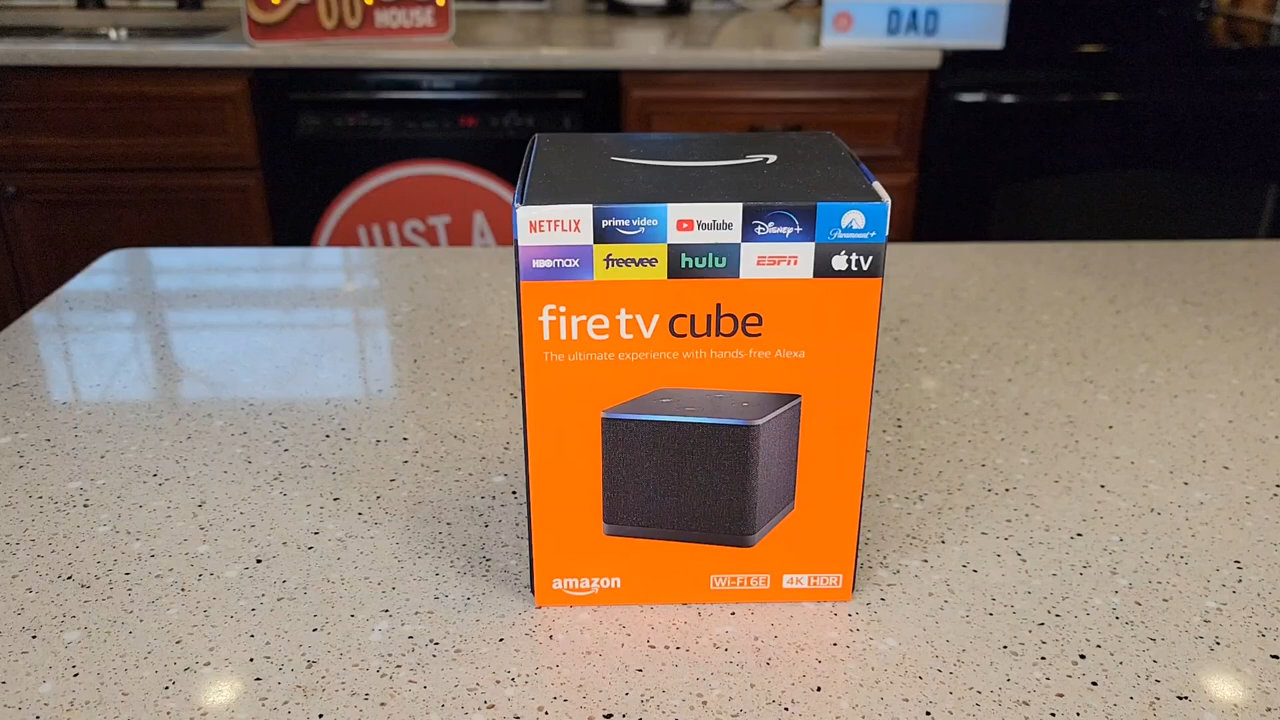 HOUSE
DAD
JUST A
NETFLIX prime video YouTube Disney+ Paramount+
HBOmax freevee hulu ESPN tv
fire tv cube
The ultimate experience with hands-free Alexa
amazon Wi-Fi 6E 4K HDR